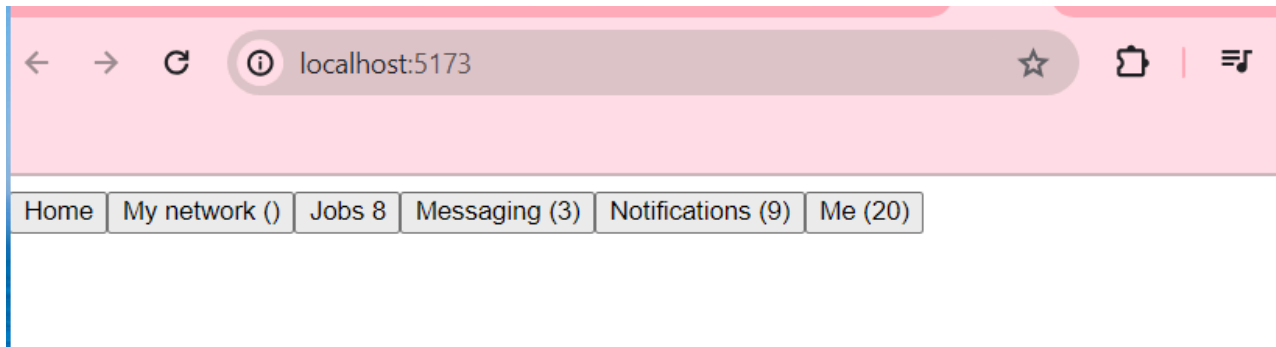 localhost:5173
Home My network () Jobs 8 Messaging (3) Notifications (9) Me (20)